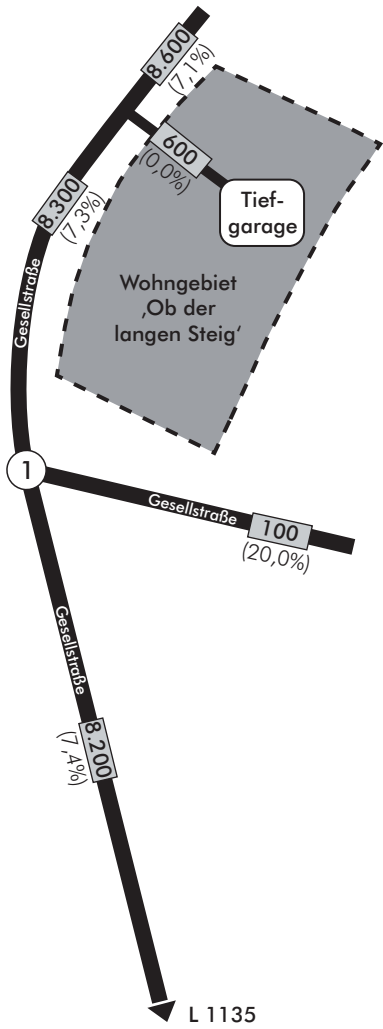 8.600
(7,1%)
600
(0,0%)
Tief-
garage
8.300
(7,3%)
Wohngebiet
‚Ob der
langen Steig‘
Gesellstraße
1
Gesellstraße
100
(20,0%)
Gesellstraße
8.200
(7,4%)
L 1135